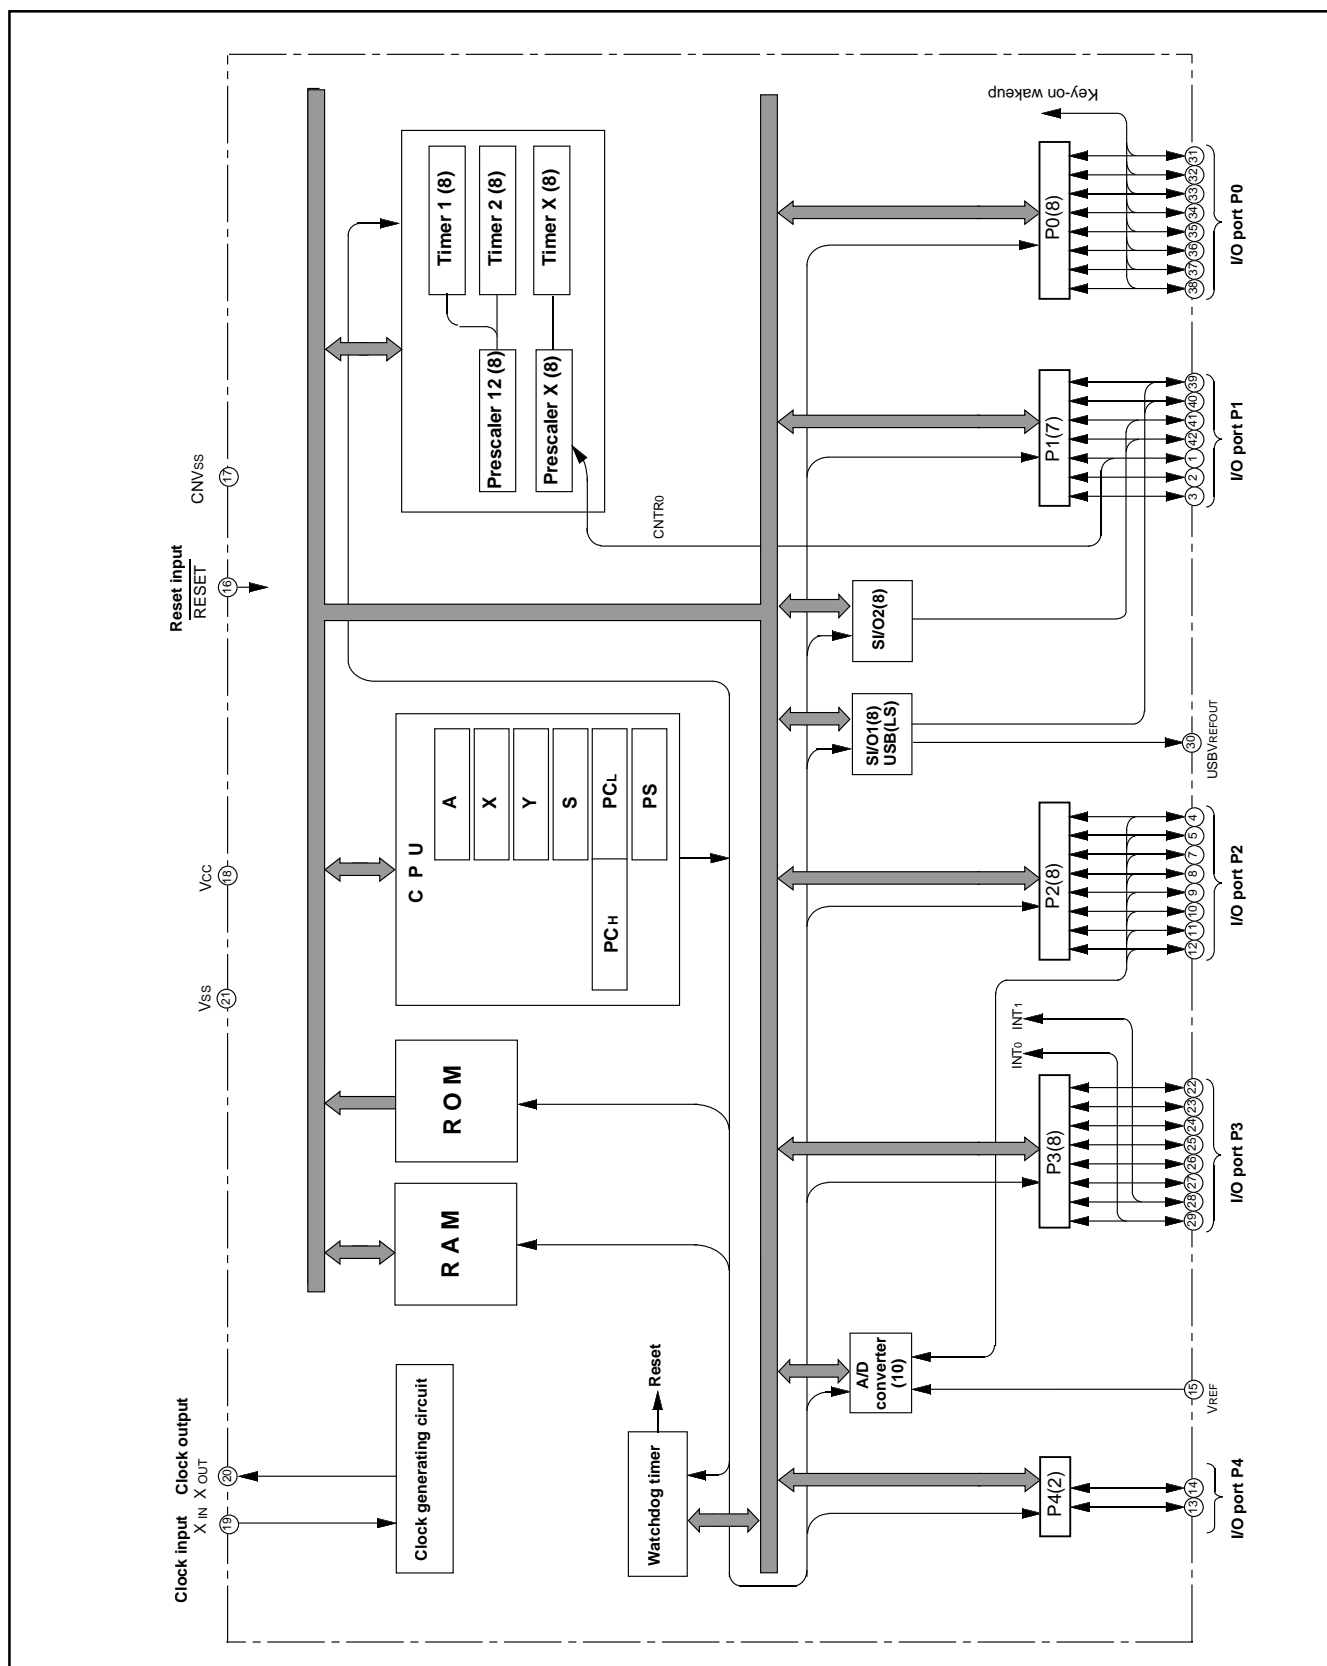 Clock input
Clock output
X IN
X OUT
19
20
VSS
21
VCC
18
Reset input
RESET
16
CNVSS
17
Clock generating circuit
RAM
ROM
CPU
A
X
Y
S
PCH
PCL
PS
Timer 1 (8)
Timer 2 (8)
Timer X (8)
Prescaler 12 (8)
Prescaler X (8)
CNTR0
Watchdog timer
Reset
A/D
converter
(10)
SI/O1(8)
USB(LS)
SI/O2(8)
INT0
INT1
Key-on wakeup
P4(2)
P3(8)
P2(8)
P1(7)
P0(8)
13
14
15
29
28
27
26
25
24
23
22
12
11
10
9
8
7
5
4
30
3
2
1
42
41
40
39
38
37
36
35
34
33
32
31
VREF
USBVREFOUT
I/O port P4
I/O port P3
I/O port P2
I/O port P1
I/O port P0